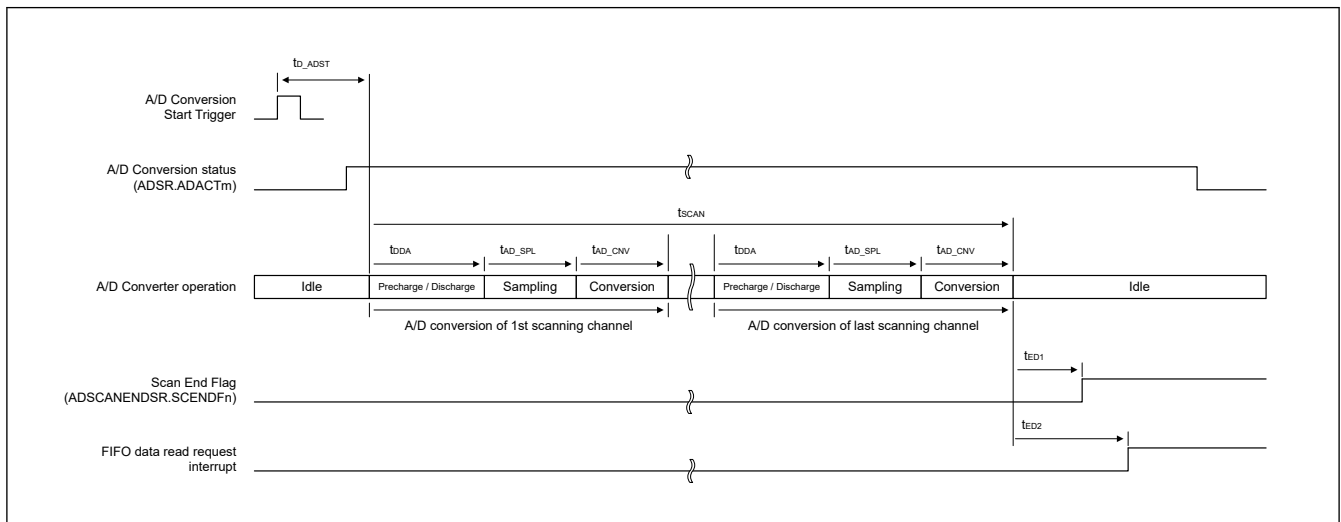 tD_ADST
A/D Conversion
Start Trigger
A/D Conversion status
(ADSR.ADACTm)
tSCAN
tDDA tAD_SPL tAD_CNV tDDA tAD_SPL tAD_CNV
A/D Converter operation Idle Precharge / Discharge Sampling Conversion Precharge / Discharge Sampling Conversion Idle
A/D conversion of 1st scanning channel A/D conversion of last scanning channel
tED1
Scan End Flag
(ADSCANENDSR.SCENDFn)
tED2
FIFO data read request
interrupt